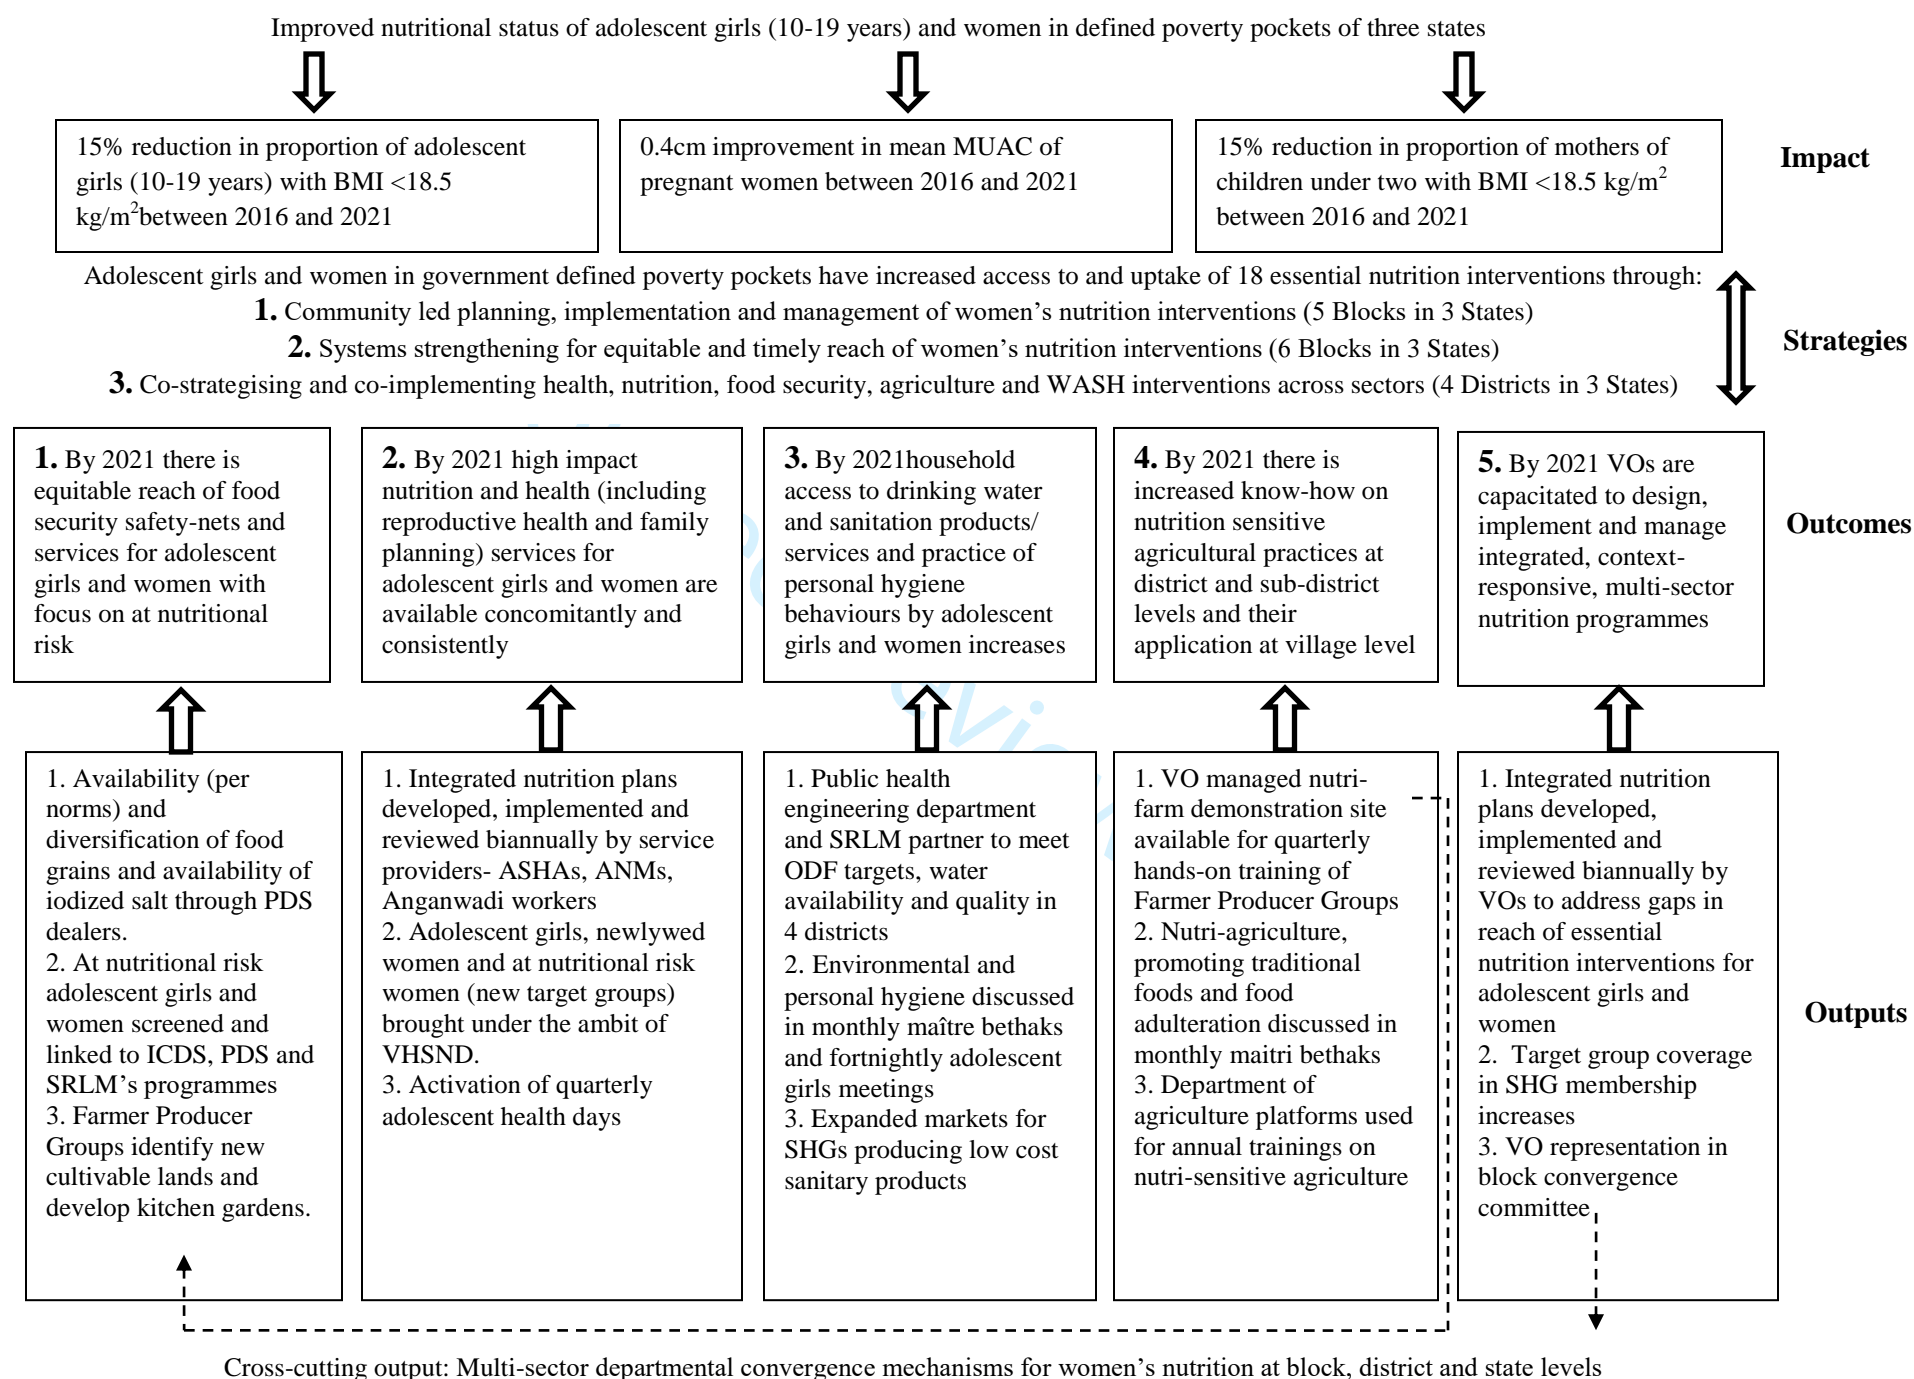 Improved nutritional status of adolescent girls (10-19 years) and women in defined poverty pockets of three states
15% reduction in proportion of adolescent
girls (10-19 years) with BMI <18.5
kg/m²between 2016 and 2021
0.4cm improvement in mean MUAC of
pregnant women between 2016 and 2021
15% reduction in proportion of mothers of
children under two with BMI <18.5 kg/m²
between 2016 and 2021
Impact
Adolescent girls and women in government defined poverty pockets have increased access to and uptake of 18 essential nutrition interventions through:
1. Community led planning, implementation and management of women's nutrition interventions (5 Blocks in 3 States)
2. Systems strengthening for equitable and timely reach of women's nutrition interventions (6 Blocks in 3 States)
3. Co-strategising and co-implementing health, nutrition, food security, agriculture and WASH interventions across sectors (4 Districts in 3 States)
Strategies
1. By 2021 there is
equitable reach of food
security safety-nets and
services for adolescent
girls and women with
focus on at nutritional
risk
2. By 2021 high impact
nutrition and health (including
reproductive health and family
planning) services for
adolescent girls and women are
available concomitantly and
consistently
3. By 2021household
access to drinking water
and sanitation products/
services and practice of
personal hygiene
behaviours by adolescent
girls and women increases
4. By 2021 there is
increased know-how on
nutrition sensitive
agricultural practices at
district and sub-district
levels and their
application at village level
5. By 2021 VOs are
capacitated to design,
implement and manage
integrated, context-
responsive, multi-sector
nutrition programmes
Outcomes
1. Availability (per
norms) and
diversification of food
grains and availability of
iodized salt through PDS
dealers.
2. At nutritional risk
adolescent girls and
women screened and
linked to ICDS, PDS and
SRLM's programmes
3. Farmer Producer
Groups identify new
cultivable lands and
develop kitchen gardens.
1. Integrated nutrition plans
developed, implemented and
reviewed biannually by service
providers- ASHAs, ANMs,
Anganwadi workers
2. Adolescent girls, newlywed
women and at nutritional risk
women (new target groups)
brought under the ambit of
VHSND.
3. Activation of quarterly
adolescent health days
1. Public health
engineering department
and SRLM partner to meet
ODF targets, water
availability and quality in
4 districts
2. Environmental and
personal hygiene discussed
in monthly maître bethaks
and fortnightly adolescent
girls meetings
3. Expanded markets for
SHGs producing low cost
sanitary products
1. VO managed nutri-
farm demonstration site
available for quarterly
hands-on training of
Farmer Producer Groups
2. Nutri-agriculture,
promoting traditional
foods and food
adulteration discussed in
monthly maitri bethaks
3. Department of
agriculture platforms used
for annual trainings on
nutri-sensitive agriculture
1. Integrated nutrition
plans developed,
implemented and
reviewed biannually by
VOs to address gaps in
reach of essential
nutrition interventions for
adolescent girls and
women
2. Target group coverage
in SHG membership
increases
3. VO representation in
block convergence
committee
Outputs
Cross-cutting output: Multi-sector departmental convergence mechanisms for women's nutrition at block, district and state levels